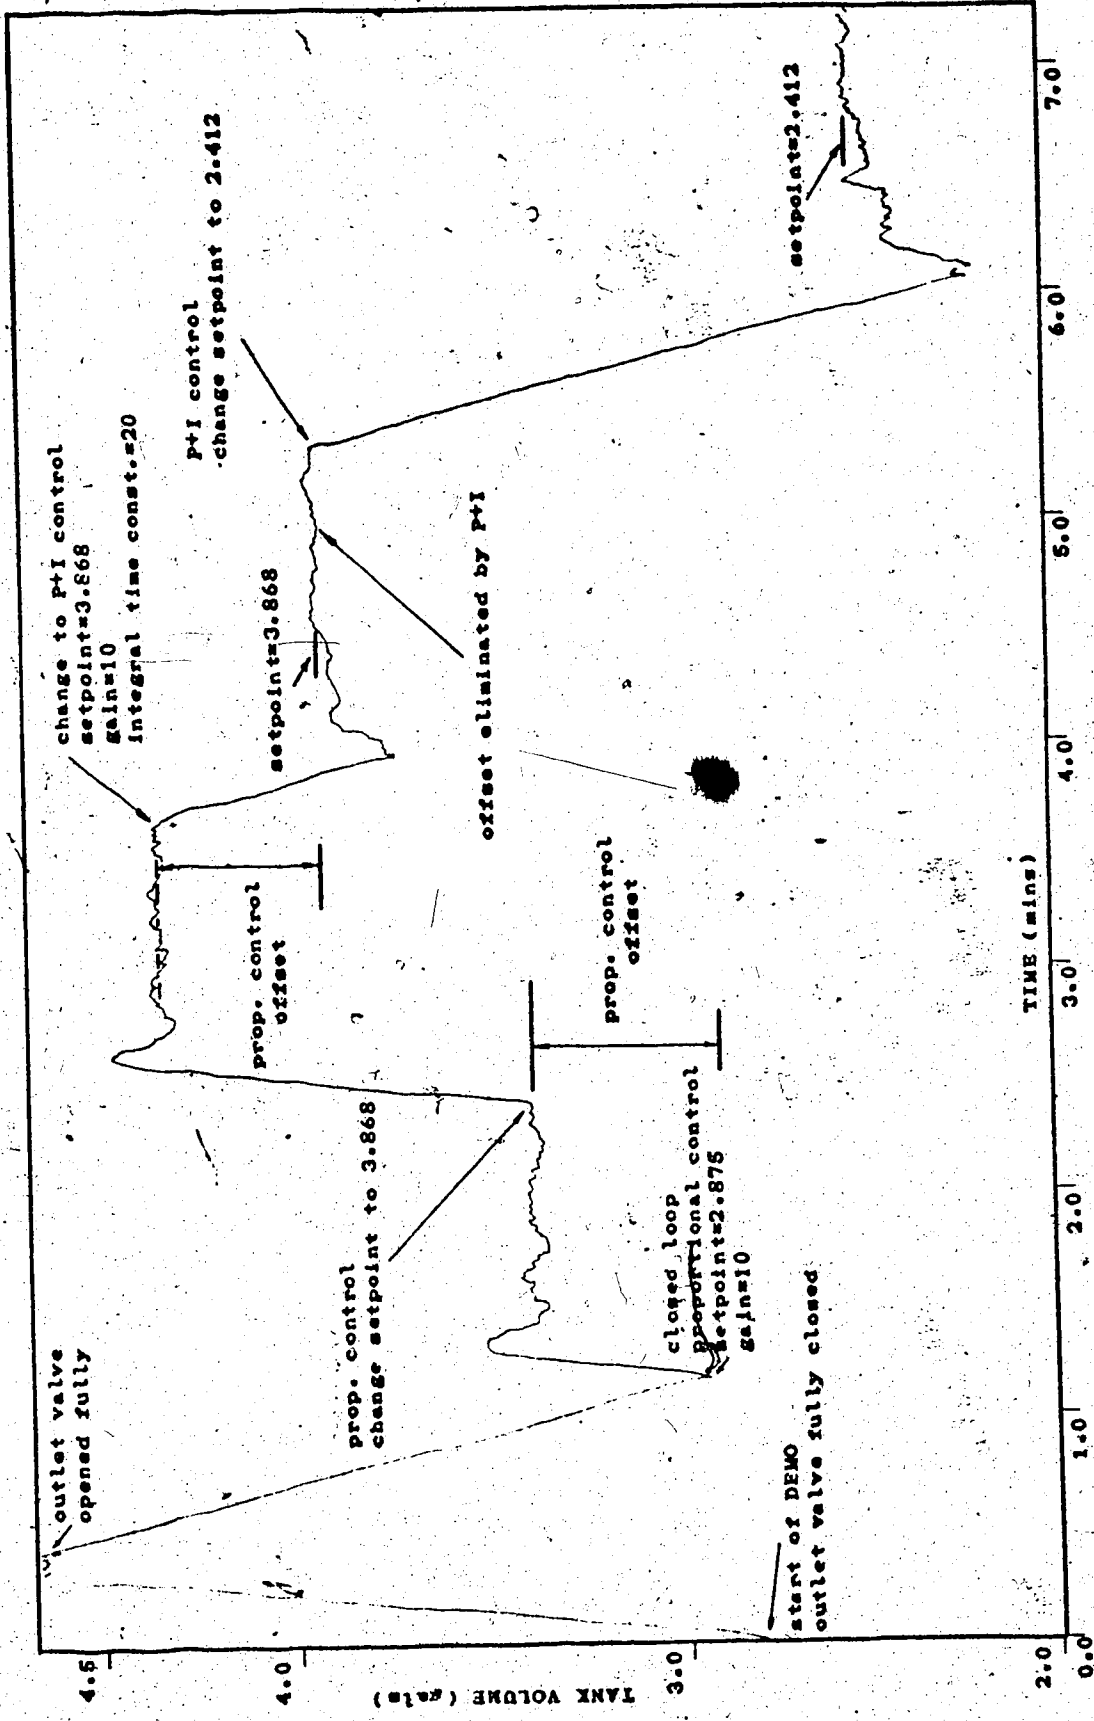 outlet valve
opened fully
start of DEMO
outlet valve fully closed
closed loop
proportional control
setpoint=2.875
gain=10
prop. control
change setpoint to 3.868
prop. control
offset
prop. control
offset
change to P+I control
setpoint=3.868
gain=10
integral time const.=20
setpoint=3.868
offset eliminated by P+I
P+I control
change setpoint to 2.412
setpoint=2.412
TANK VOLUME (gals)
4.5
4.0
3.0
2.0
0.0
1.0
2.0
3.0
4.0
5.0
6.0
7.0
TIME (mins)